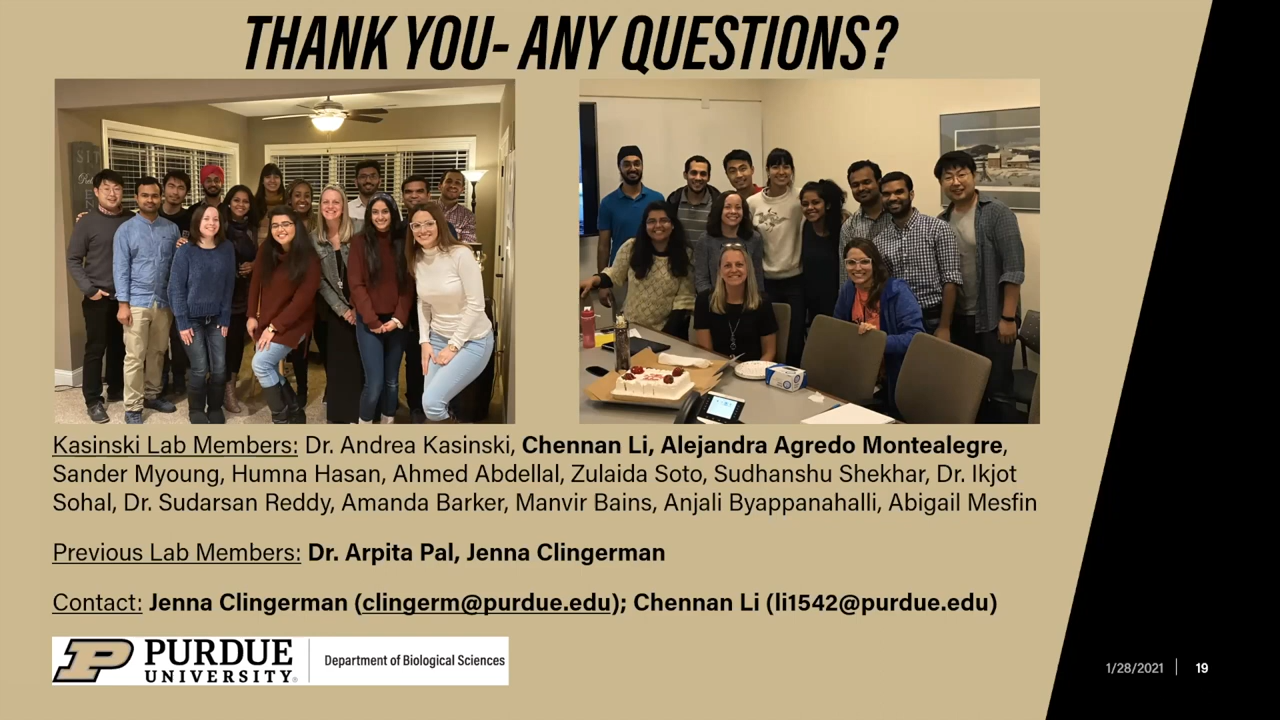 THANK YOU- ANY QUESTIONS?
Kasinski Lab Members: Dr. Andrea Kasinski, Chennan Li, Alejandra Agredo Montealegre,
Sander Myoung, Humna Hasan, Ahmed Abdellal, Zulaida Soto, Sudhanshu Shekhar, Dr. Ikjot
Sohal, Dr. Sudarsan Reddy, Amanda Barker, Manvir Bains, Anjali Byappanahalli, Abigail Mesfin
Previous Lab Members: Dr. Arpita Pal, Jenna Clingerman
Contact: Jenna Clingerman (clingerm@purdue.edu); Chennan Li (li1542@purdue.edu)
PURDUE
UNIVERSITY®
Department of Biological Sciences
1/28/2021 | 19